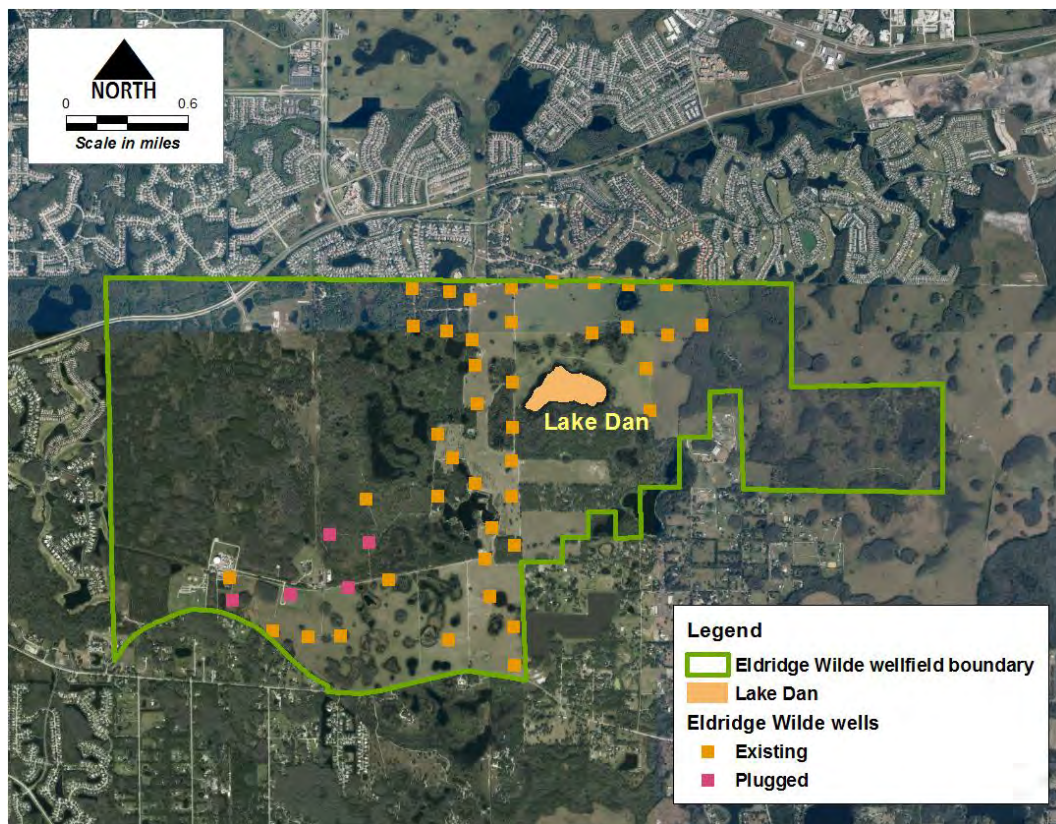 NORTH
0 0.6
Scale in miles
Lake Dan
Legend
Eldridge Wilde wellfield boundary
Lake Dan
Eldridge Wilde wells
Existing
Plugged